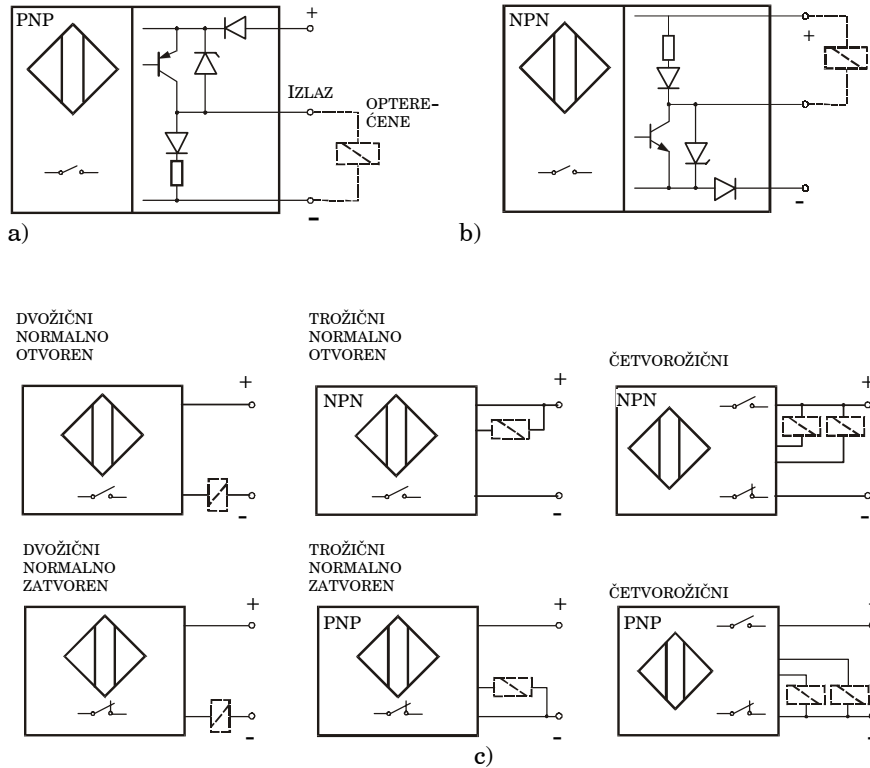 PNP
+
IZLAZ
OPTERE-
ĆENE
-
a)
NPN
+
-
b)
DVOŽIČNI
NORMALNO
OTVOREN
+
-
TROŽIČNI
NORMALNO
OTVOREN
NPN
+
-
ČETVOROŽIČNI
NPN
+
-
DVOŽIČNI
NORMALNO
ZATVOREN
+
-
TROŽIČNI
NORMALNO
ZATVOREN
PNP
+
-
ČETVOROŽIČNI
PNP
+
-
c)